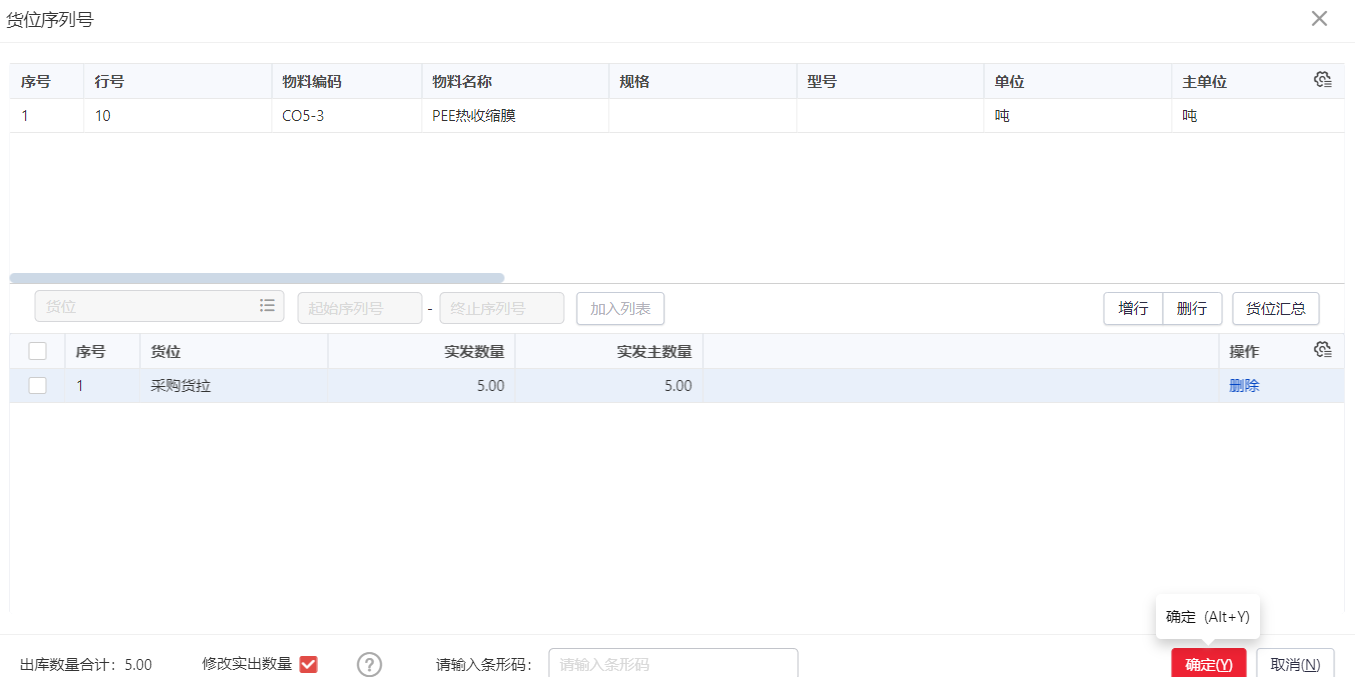 货位序列号
序号 行号 物料编码 物料名称 规格 型号 单位 主单位
1 10 CO5-3 PEE热收缩膜 吨 吨
货位 起始序列号 - 终止序列号 加入列表 增行 删行 货位汇总
序号 货位 实发数量 实发主数量 操作
1 采购货拉 5.00 5.00 删除
确定 (Alt+Y)
出库数量合计: 5.00 修改实出数量 ? 请输入条形码: 请输入条形码 确定(Y) 取消(N)